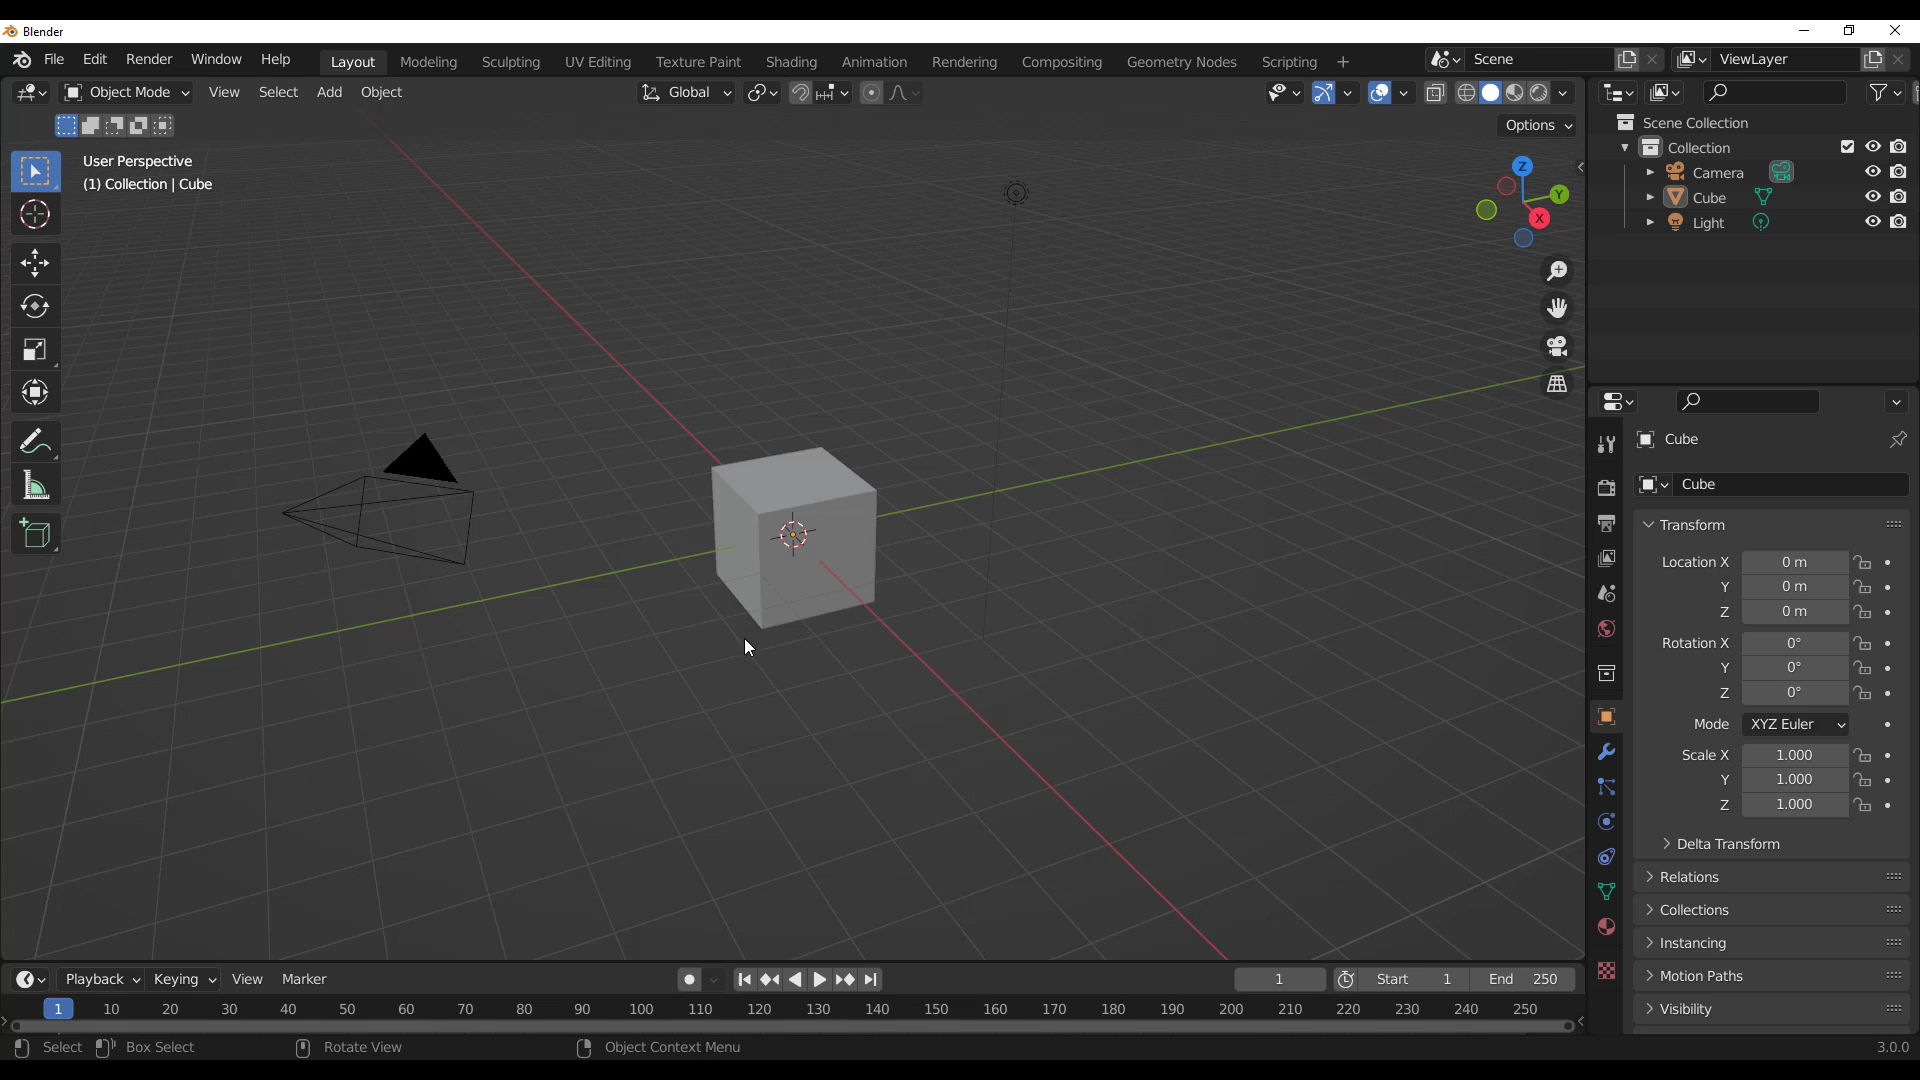 Blender
File Edit Render Window Help Layout Modeling Sculpting UV Editing Texture Paint Shading Animation Rendering Compositing Geometry Nodes Scripting + Scene ViewLayer
Object Mode View Select Add Object Global
Options
User Perspective
(1) Collection | Cube
Z
Y
X
Scene Collection
Collection
Camera
Cube
Light
Cube
Cube
Transform
Location X 0 m
Y 0 m
Z 0 m
Rotation X 0°
Y 0°
Z 0°
Mode XYZ Euler
Scale X 1.000
Y 1.000
Z 1.000
Delta Transform
Relations
Collections
Instancing
Motion Paths
Visibility
Playback Keying View Marker 1 Start 1 End 250
1 10 20 30 40 50 60 70 80 90 100 110 120 130 140 150 160 170 180 190 200 210 220 230 240 250
Select Box Select Rotate View Object Context Menu 3.0.0